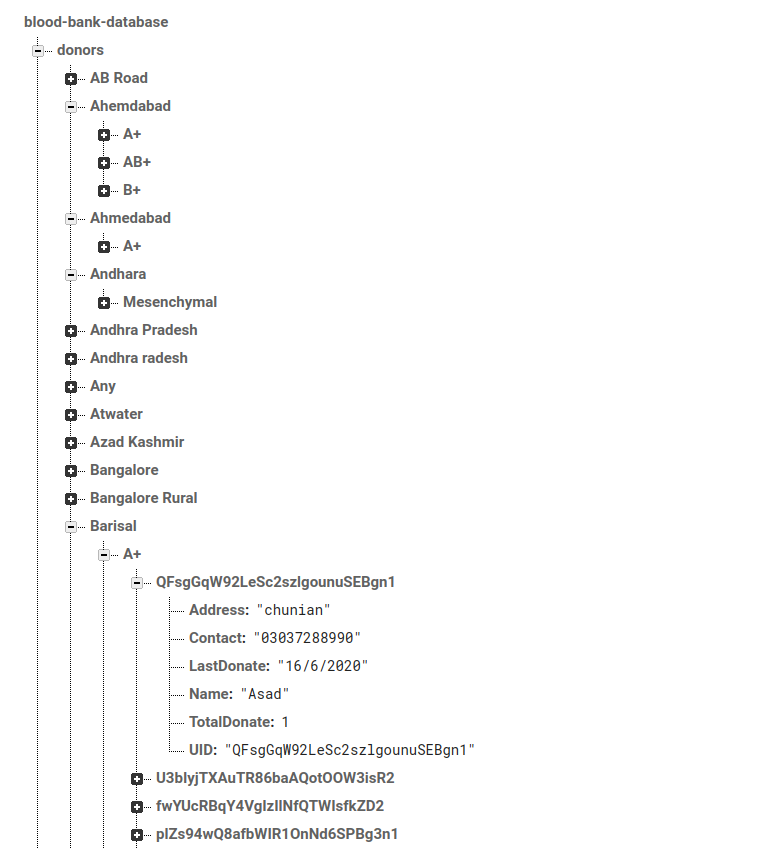 blood-bank-database
donors
AB Road
Ahemdabad
A+
AB+
B+
Ahmedabad
A+
Andhara
Mesenchymal
Andhra Pradesh
Andhra radesh
Any
Atwater
Azad Kashmir
Bangalore
Bangalore Rural
Barisal
A+
QFsgGqW92LeSc2szlgounuSEBgn1
Address: "chunian"
Contact: "03037288990"
LastDonate: "16/6/2020"
Name: "Asad"
TotalDonate: 1
UID: "QFsgGqW92LeSc2szlgounuSEBgn1"
U3blyjTXAuTR86baAQotOOW3isR2
fwYUcRBqY4VgIzIlNfQTWIsfkZD2
plZs94wQ8afbWlR1OnNd6SPBg3n1